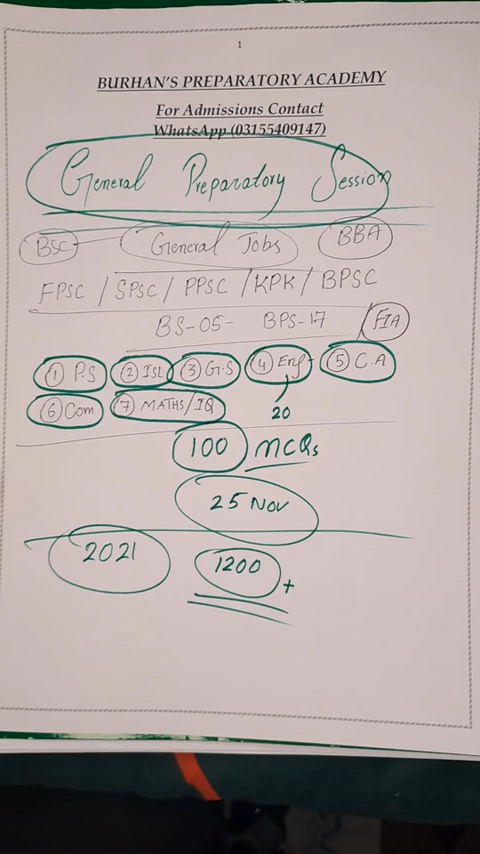 1
BURHAN'S PREPARATORY ACADEMY
For Admissions Contact
WhatsApp (03155409147)
General Preparatory Session
BSC General Jobs BBA
FPSC / SPSC / PPSC / KPK / BPSC
BS-05- BPS-17 FIA
① P.S ② ISL ③ G.S ④ Eng ⑤ C.A
⑥ Com ⑦ MATHS/IQ 20
100 MCQs
25 Nov
2021 1200 +